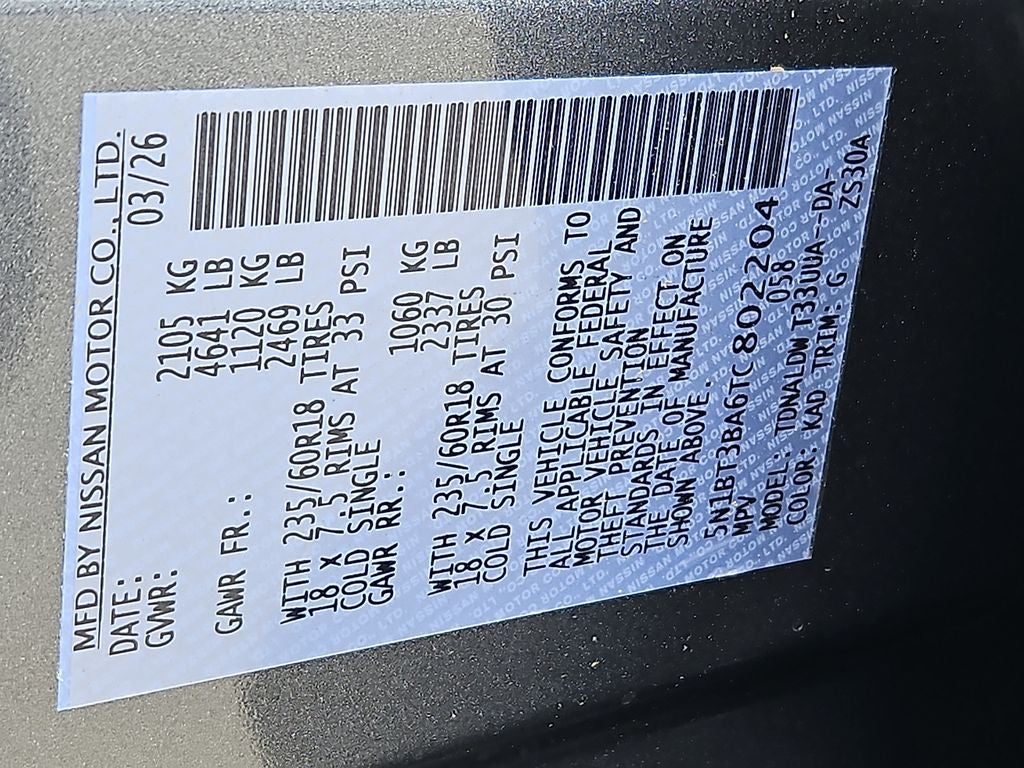 MFD BY NISSAN MOTOR CO., LTD.
DATE: 03/26
GVWR: 2105 KG
4641 LB
GAWR FR.: 1120 KG
2469 LB
WITH 235/60R18 TIRES
18 X 7.5 RIMS AT 33 PSI
COLD SINGLE
GAWR RR.: 1060 KG
2337 LB
WITH 235/60R18 TIRES
18 X 7.5 RIMS AT 30 PSI
COLD SINGLE
THIS VEHICLE CONFORMS TO
ALL APPLICABLE FEDERAL
MOTOR VEHICLE SAFETY AND
THEFT PREVENTION
STANDARDS IN EFFECT ON
THE DATE OF MANUFACTURE
SHOWN ABOVE.
5N1BT3BA6TC802204
MPV 058
MODEL: TDNALDW T33UUA--DA-
COLOR: KAD TRIM: G ZS30A